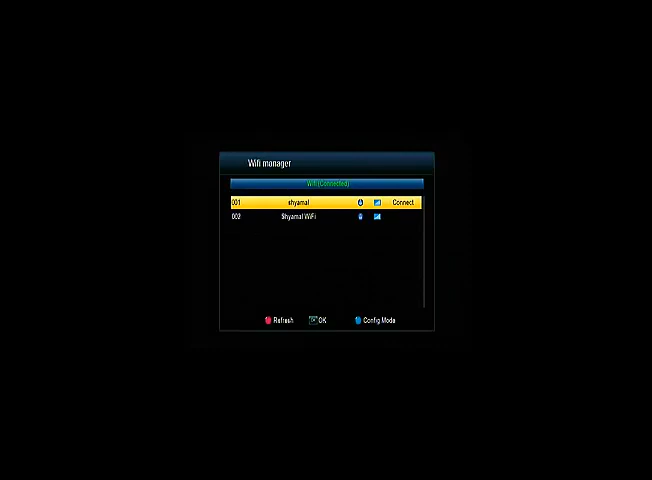 Wifi manager
Wifi(Connected)
001 shyamal Connect
002 Shyamal WiFi
Refresh OK Config Mode